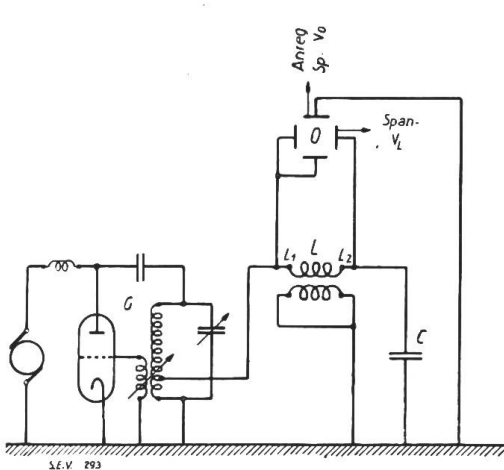 Anreg
Sp. V₀
O
Span-
V_L
L₁ L L₂
G
C
S.E.V. 293